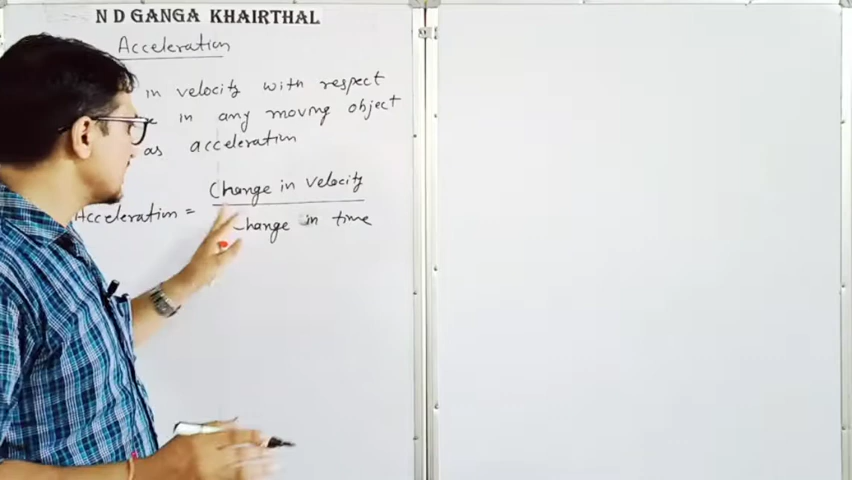 N D GANGA KHAIRTHAL
Acceleration
in velocity with respect
in any moving object
as acceleration
Change in velocity
Acceleration =
Change in time